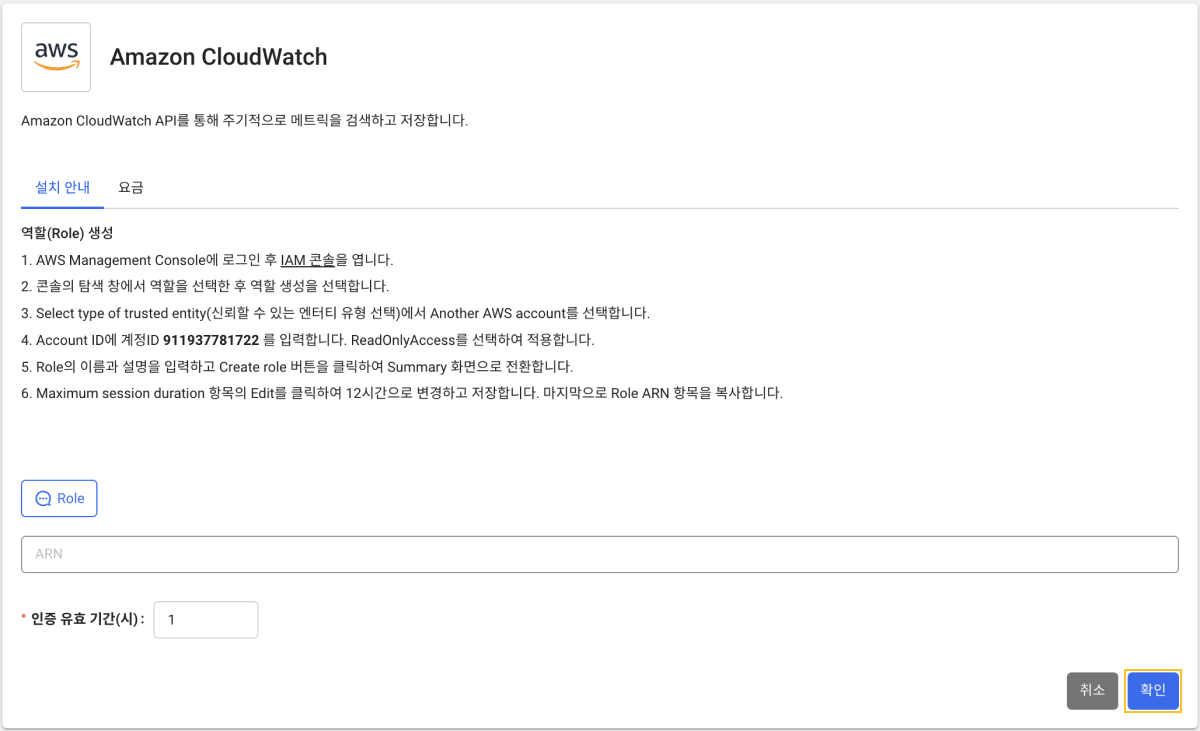 aws
Amazon CloudWatch
Amazon CloudWatch API를 통해 주기적으로 메트릭을 검색하고 저장합니다.
설치 안내 요금
역할(Role) 생성
1. AWS Management Console에 로그인 후 IAM 콘솔을 엽니다.
2. 콘솔의 탐색 창에서 역할을 선택한 후 역할 생성을 선택합니다.
3. Select type of trusted entity(신뢰할 수 있는 엔터티 유형 선택)에서 Another AWS account를 선택합니다.
4. Account ID에 계정ID 911937781722 를 입력합니다. ReadOnlyAccess를 선택하여 적용합니다.
5. Role의 이름과 설명을 입력하고 Create role 버튼을 클릭하여 Summary 화면으로 전환합니다.
6. Maximum session duration 항목의 Edit를 클릭하여 12시간으로 변경하고 저장합니다. 마지막으로 Role ARN 항목을 복사합니다.
Role
ARN
* 인증 유효 기간(시) : 1
취소 확인